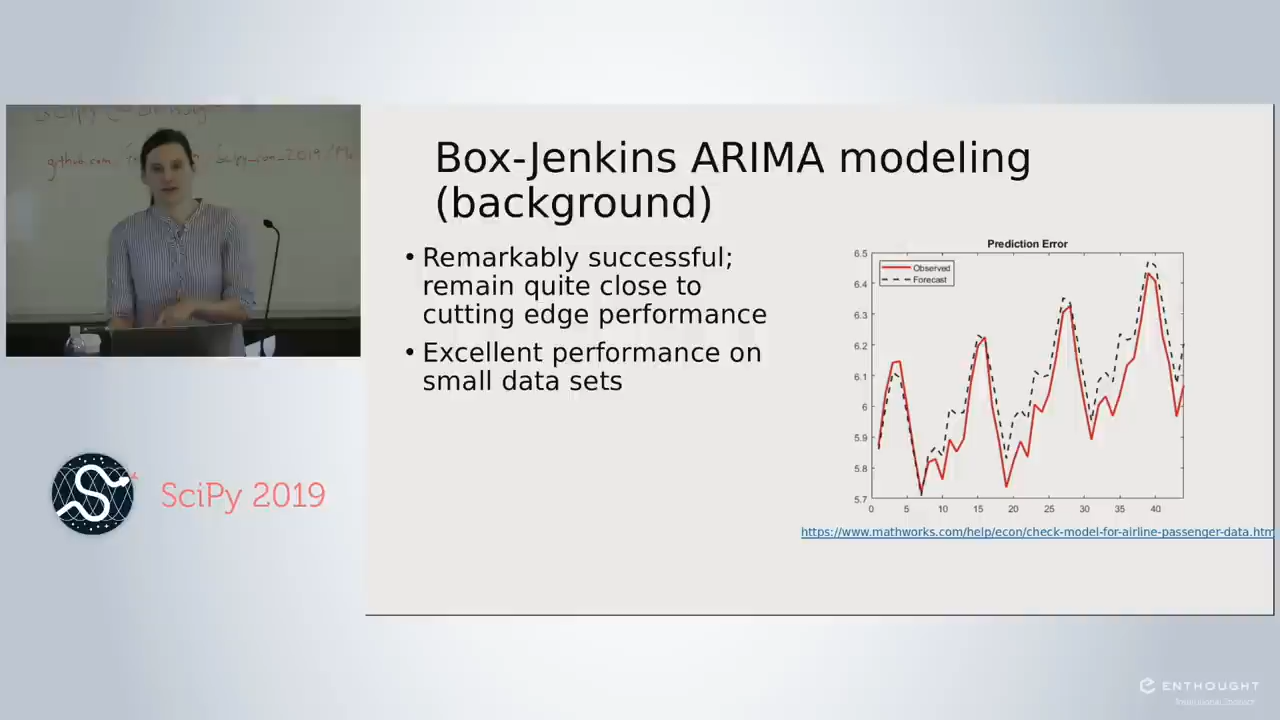 github.com
Box-Jenkins ARIMA modeling
(background)
• Remarkably successful;
remain quite close to
cutting edge performance
• Excellent performance on
small data sets
Prediction Error
Observed
Forecast
6.5
6.4
6.3
6.2
6.1
6
5.9
5.8
5.7
0 5 10 15 20 25 30 35 40
https://www.mathworks.com/help/econ/check-model-for-airline-passenger-data.htm
SciPy 2019
ENTHOUGHT